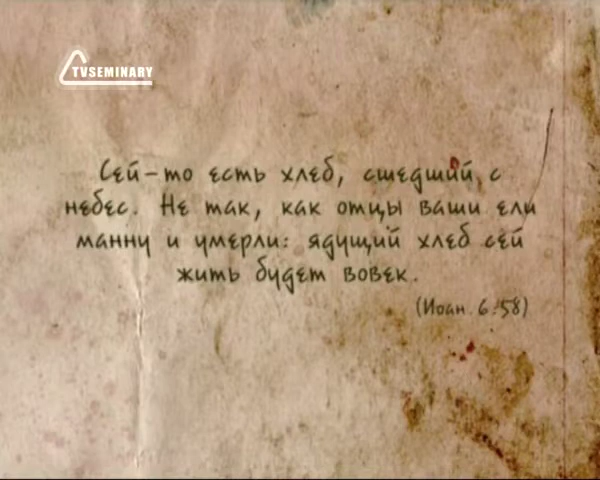 TVSEMINARY
Сей-то есть хлеб, сшедший с
небес. Не так, как отцы ваши ели
манну и умерли: ядущий хлеб сей
жить будет вовек.
(Иоан. 6:58)